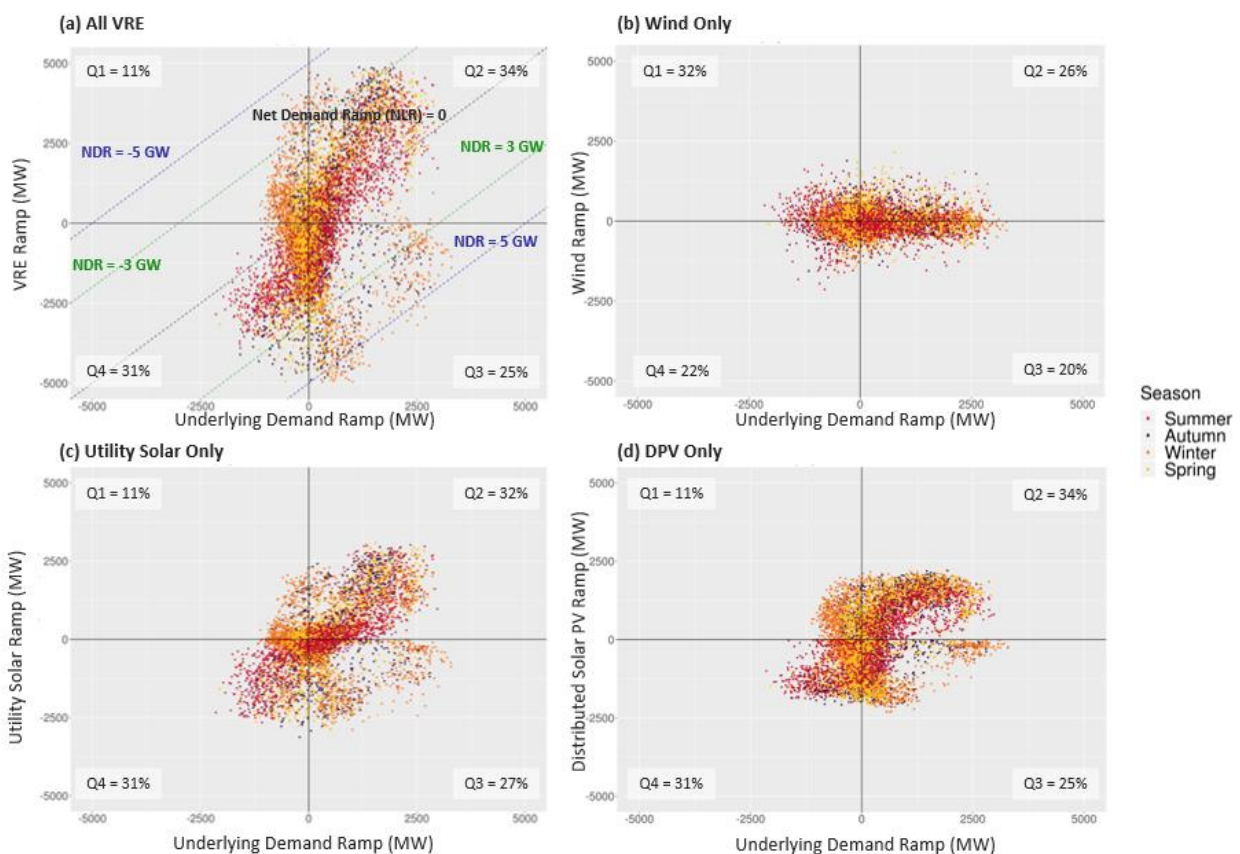 (a) All VRE
(b) Wind Only
5000
Q1 = 11%
Q2 = 34%
Net Demand Ramp (NLR) = 0
2500
NDR = -5 GW
NDR = 3 GW
VRE Ramp (MW)
0
NDR = 5 GW
NDR = -3 GW
-2500
Q4 = 31%
Q3 = 25%
-5000
-5000
-2500
0
2500
5000
Underlying Demand Ramp (MW)
5000
Q1 = 32%
Q2 = 26%
2500
Wind Ramp (MW)
0
-2500
Q4 = 22%
Q3 = 20%
-5000
-5000
-2500
0
2500
5000
Underlying Demand Ramp (MW)
Season
Summer
Autumn
Winter
Spring
(c) Utility Solar Only
(d) DPV Only
5000
Q1 = 11%
Q2 = 32%
2500
Utility Solar Ramp (MW)
0
-2500
Q4 = 31%
Q3 = 27%
-5000
-5000
-2500
0
2500
5000
Underlying Demand Ramp (MW)
5000
Q1 = 11%
Q2 = 34%
2500
Distributed Solar PV Ramp (MW)
0
-2500
Q4 = 31%
Q3 = 25%
-5000
-5000
-2500
0
2500
5000
Underlying Demand Ramp (MW)